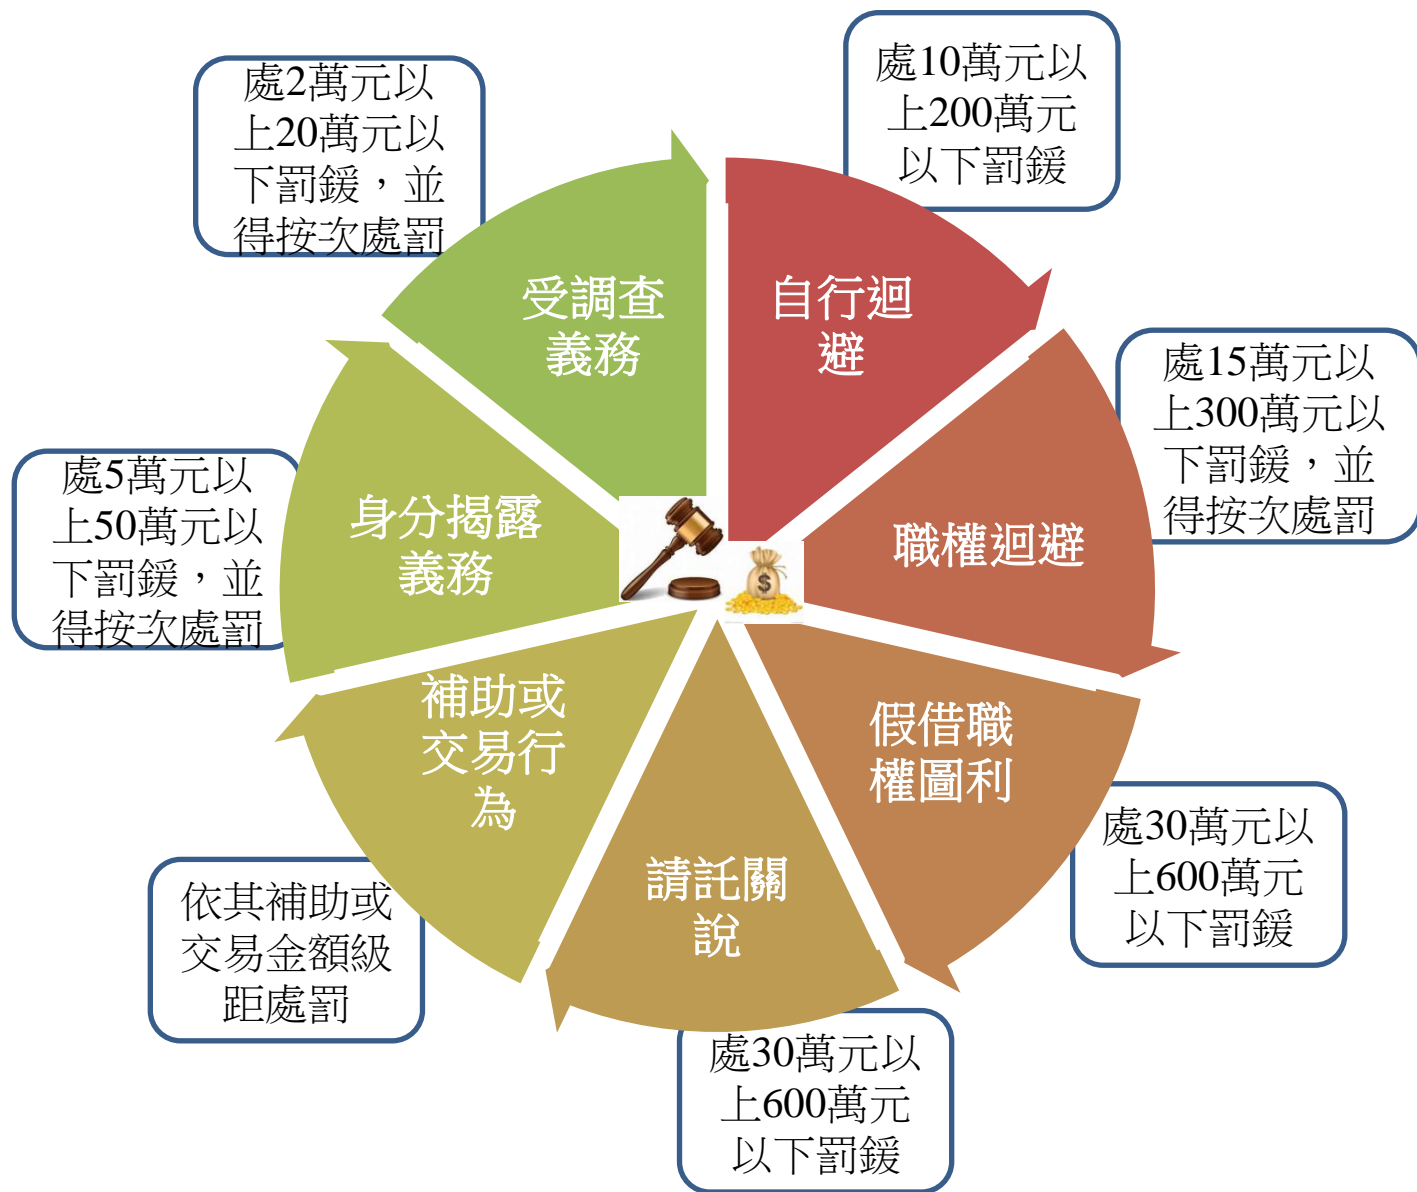 處10萬元以
上200萬元
以下罰鍰
自行迴
避
處15萬元以
上300萬元以
下罰鍰，並
得按次處罰
職權迴避
處30萬元以
上600萬元
以下罰鍰
假借職
權圖利
處30萬元以
上600萬元
以下罰鍰
請託關
說
依其補助或
交易金額級
距處罰
補助或
交易行
為
處5萬元以
上50萬元以
下罰鍰，並
得按次處罰
身分揭露
義務
處2萬元以
上20萬元以
下罰鍰，並
得按次處罰
受調查
義務
$